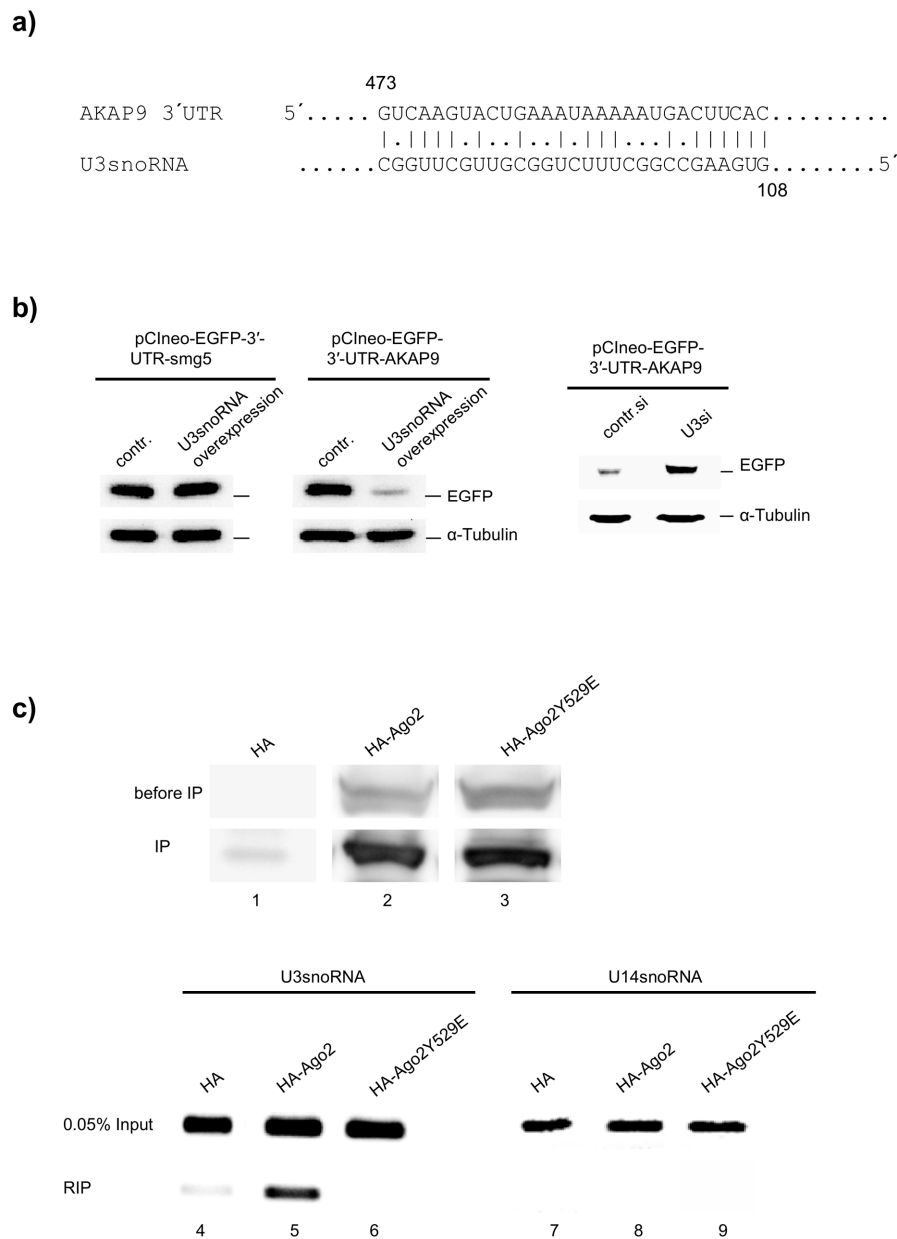 a)
473
AKAP9 3´UTR 5´..... GUCAAGUACUGAAAUAAAAAUGACUUCAC.........
|.||||.|..|..|.||||...|.||||||
U3snoRNA ......CGGUUCGUUGCGGUCUUUCGGCCGAAGUG........5´
108
b)
pCIneo-EGFP-3′-
UTR-smg5
contr.
U3snoRNA
overexpression
pCIneo-EGFP-
3′-UTR-AKAP9
contr.
U3snoRNA
overexpression
EGFP
α-Tubulin
pCIneo-EGFP-
3′-UTR-AKAP9
contr.si
U3si
EGFP
α-Tubulin
c)
HA
HA-Ago2
HA-Ago2Y529E
before IP
IP
1 2 3
U3snoRNA
U14snoRNA
HA
HA-Ago2
HA-Ago2Y529E
HA
HA-Ago2
HA-Ago2Y529E
0.05% Input
RIP
4 5 6 7 8 9